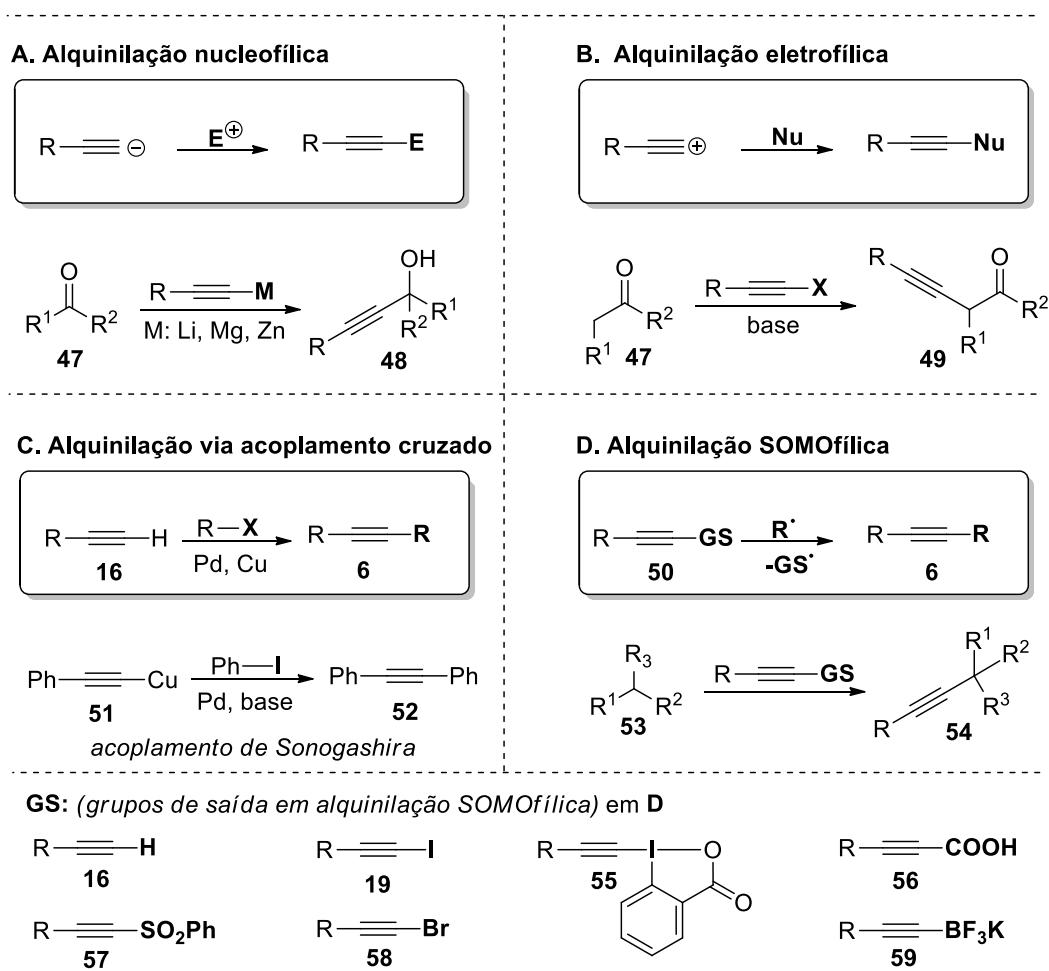 A. Alquinilação nucleofílica
R ⊖ E⊕ R E
O
R¹ R²
47
R M
M: Li, Mg, Zn
OH
R¹
R²
R
48
B. Alquinilação eletrofílica
R ⊕ Nu R Nu
O
R²
R¹
47
R X
base
R
O
R²
R¹
49
C. Alquinilação via acoplamento cruzado
R H
16
R X
Pd, Cu
R R
6
Ph Cu
51
Ph I
Pd, base
Ph Ph
52
acoplamento de Sonogashira
D. Alquinilação SOMOfílica
R GS
50
R·
-GS·
R R
6
R₃
R¹ R²
53
R GS
R¹
R²
R³
R
54
GS: (grupos de saída em alquinilação SOMOfílica) em D
R H
16
R I
19
R I O
O
55
R COOH
56
R SO₂Ph
57
R Br
58
R BF₃K
59